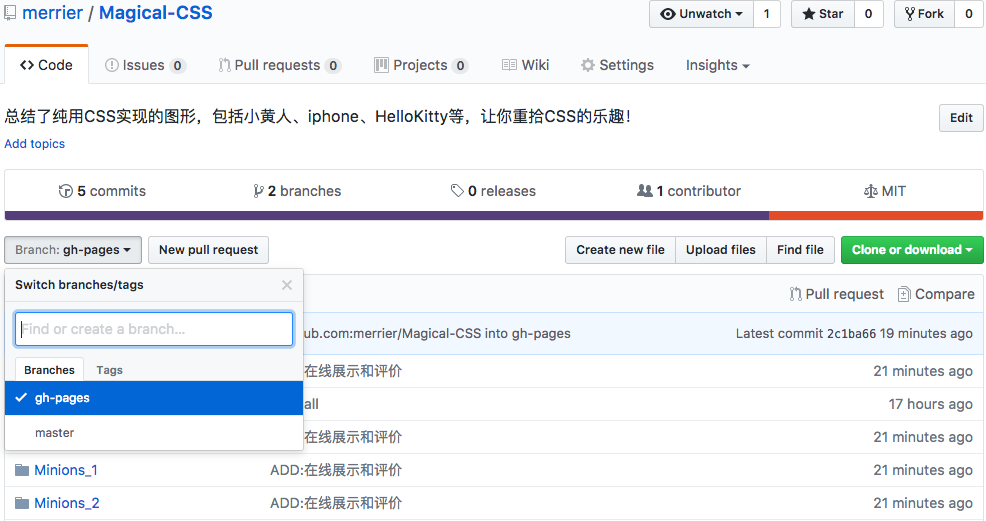 merrier / Magical-CSS
Unwatch 1 Star 0 Fork 0
Code Issues 0 Pull requests 0 Projects 0 Wiki Settings Insights
总结了纯用CSS实现的图形，包括小黄人、iphone、HelloKitty等，让你重拾CSS的乐趣！
Edit
Add topics
5 commits 2 branches 0 releases 1 contributor MIT
Branch: gh-pages New pull request Create new file Upload files Find file Clone or download
Switch branches/tags
Pull request Compare
Find or create a branch...
ub.com:merrier/Magical-CSS into gh-pages Latest commit 2c1ba66 19 minutes ago
Branches Tags
:在线展示和评价 21 minutes ago
gh-pages
all 17 hours ago
master
:在线展示和评价 21 minutes ago
Minions_1 ADD:在线展示和评价 21 minutes ago
Minions_2 ADD:在线展示和评价 21 minutes ago